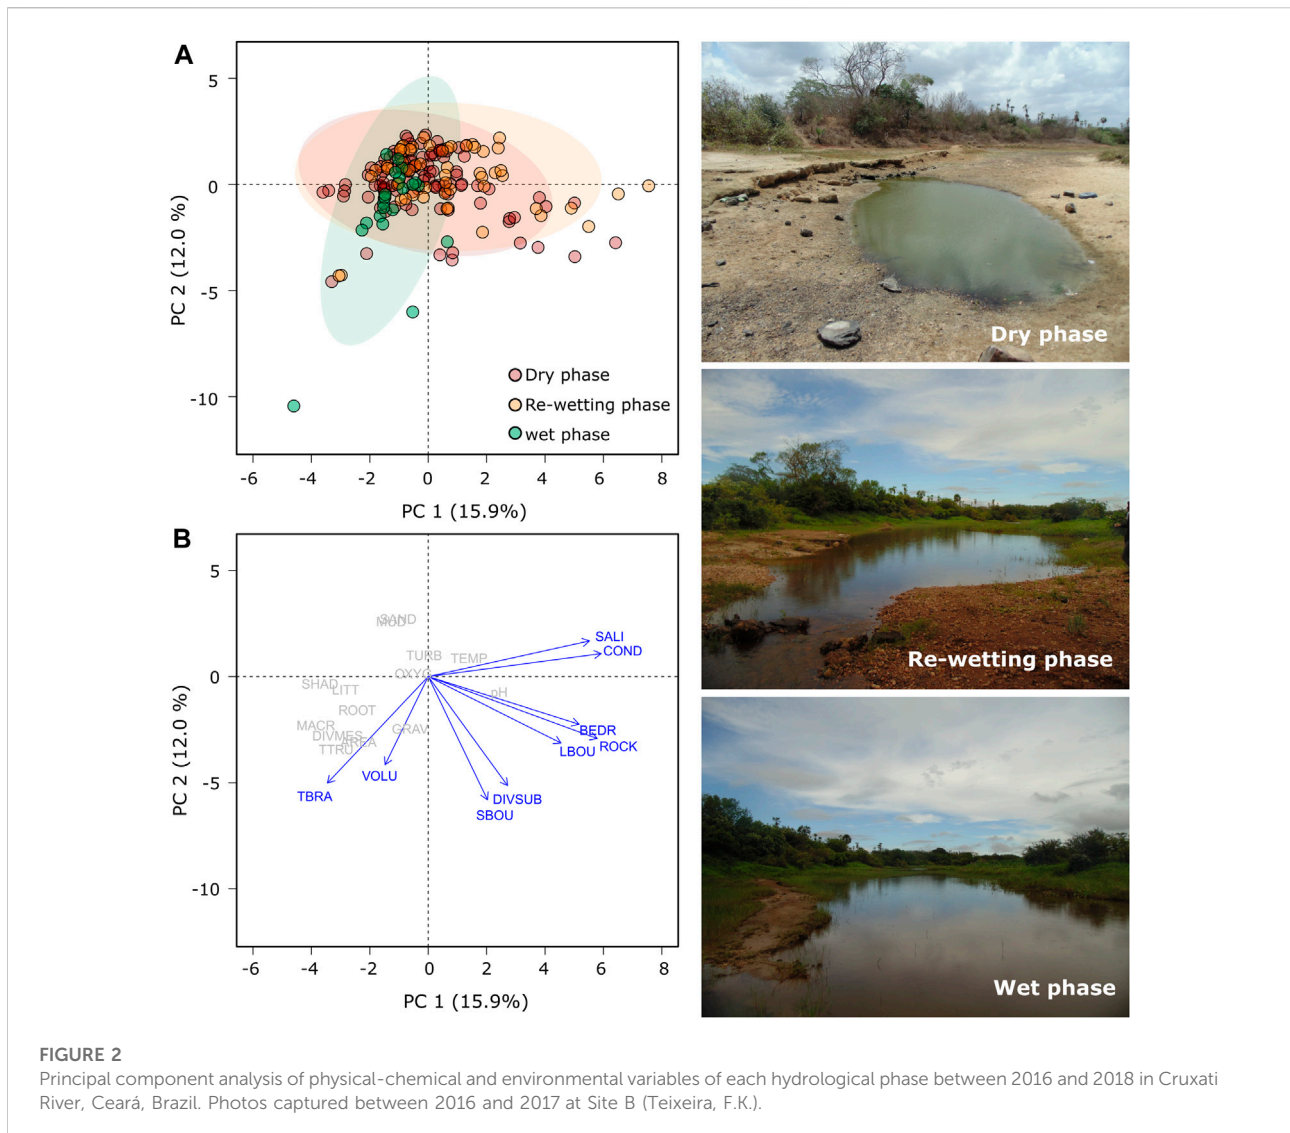 A
5
0
-5
-10
PC 2 (12.0 %)
Dry phase
Re-wetting phase
wet phase
-6
-4
-2
0
2
4
6
8
PC 1 (15.9%)
B
5
0
-5
-10
PC 2 (12.0 %)
SAND
MUD
TURB
TEMP
OXYG
SHAD
LITT
pH
ROOT
MACR
GRAV
DIVMES
AREA
TTRU
SALI
COND
BEDR
ROCK
LBOU
VOLU
TBRA
DIVSUB
SBOU
-6
-4
-2
0
2
4
6
8
PC 1 (15.9%)
Dry phase
Re-wetting phase
Wet phase
FIGURE 2
Principal component analysis of physical-chemical and environmental variables of each hydrological phase between 2016 and 2018 in Cruxati
River, Ceará, Brazil. Photos captured between 2016 and 2017 at Site B (Teixeira, F.K.).